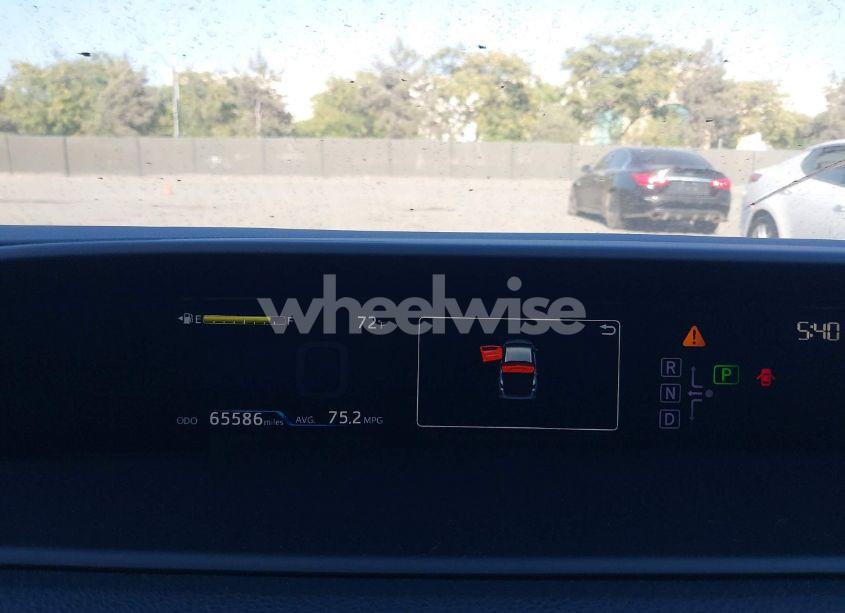 wheelwise
E F 72°F
5:40
R
N P
D
ODO 65586 miles AVG. 75.2 MPG